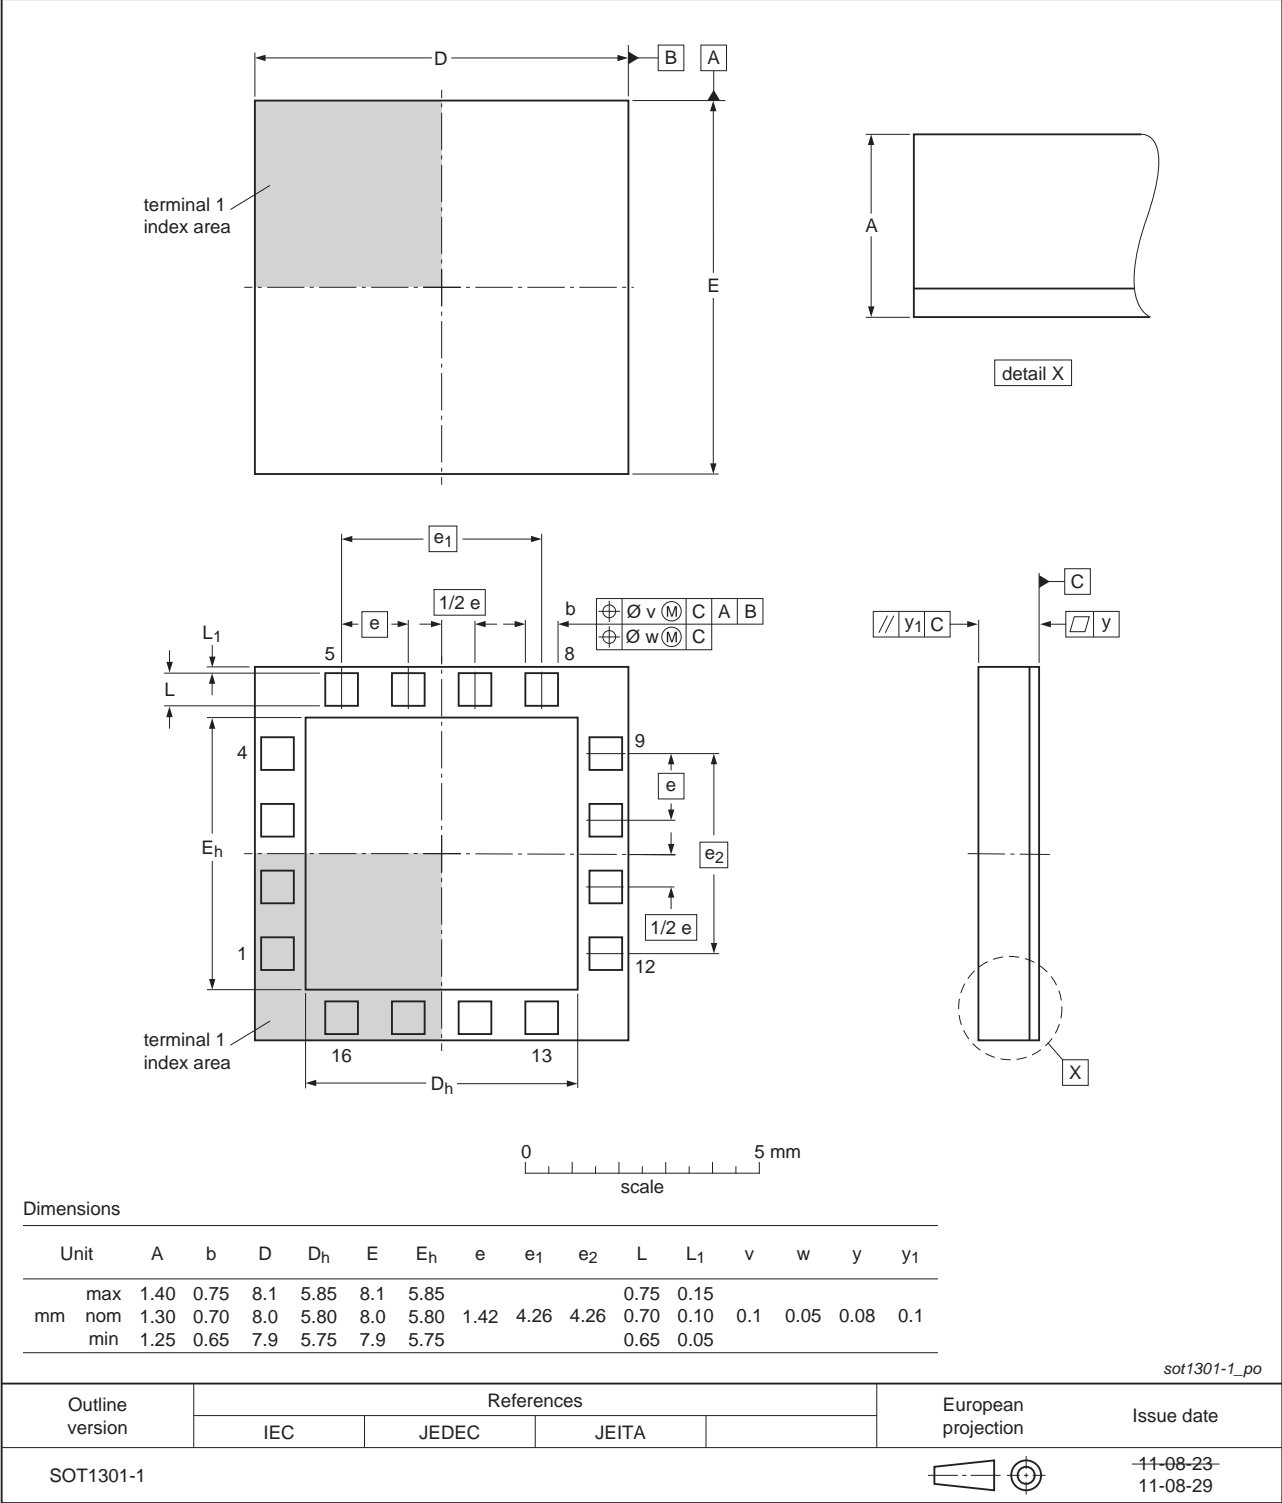 D
B
A
terminal 1
index area
A
E
detail X
e1
1/2 e
b
Ø v Ⓜ C A B
e
Ø w Ⓜ C
L1
5
8
L
C
// y1 C
y
4
9
e
Eh
e2
1/2 e
1
12
terminal 1
index area
16
13
Dh
X
0
5 mm
scale
Dimensions
Unit A b D Dh E Eh e e1 e2 L L1 v w y y1
max 1.40 0.75 8.1 5.85 8.1 5.85 0.75 0.15
mm nom 1.30 0.70 8.0 5.80 8.0 5.80 1.42 4.26 4.26 0.70 0.10 0.1 0.05 0.08 0.1
min 1.25 0.65 7.9 5.75 7.9 5.75 0.65 0.05
sot1301-1_po
Outline
version
References
IEC JEDEC JEITA
European
projection
Issue date
SOT1301-1
11-08-23
11-08-29